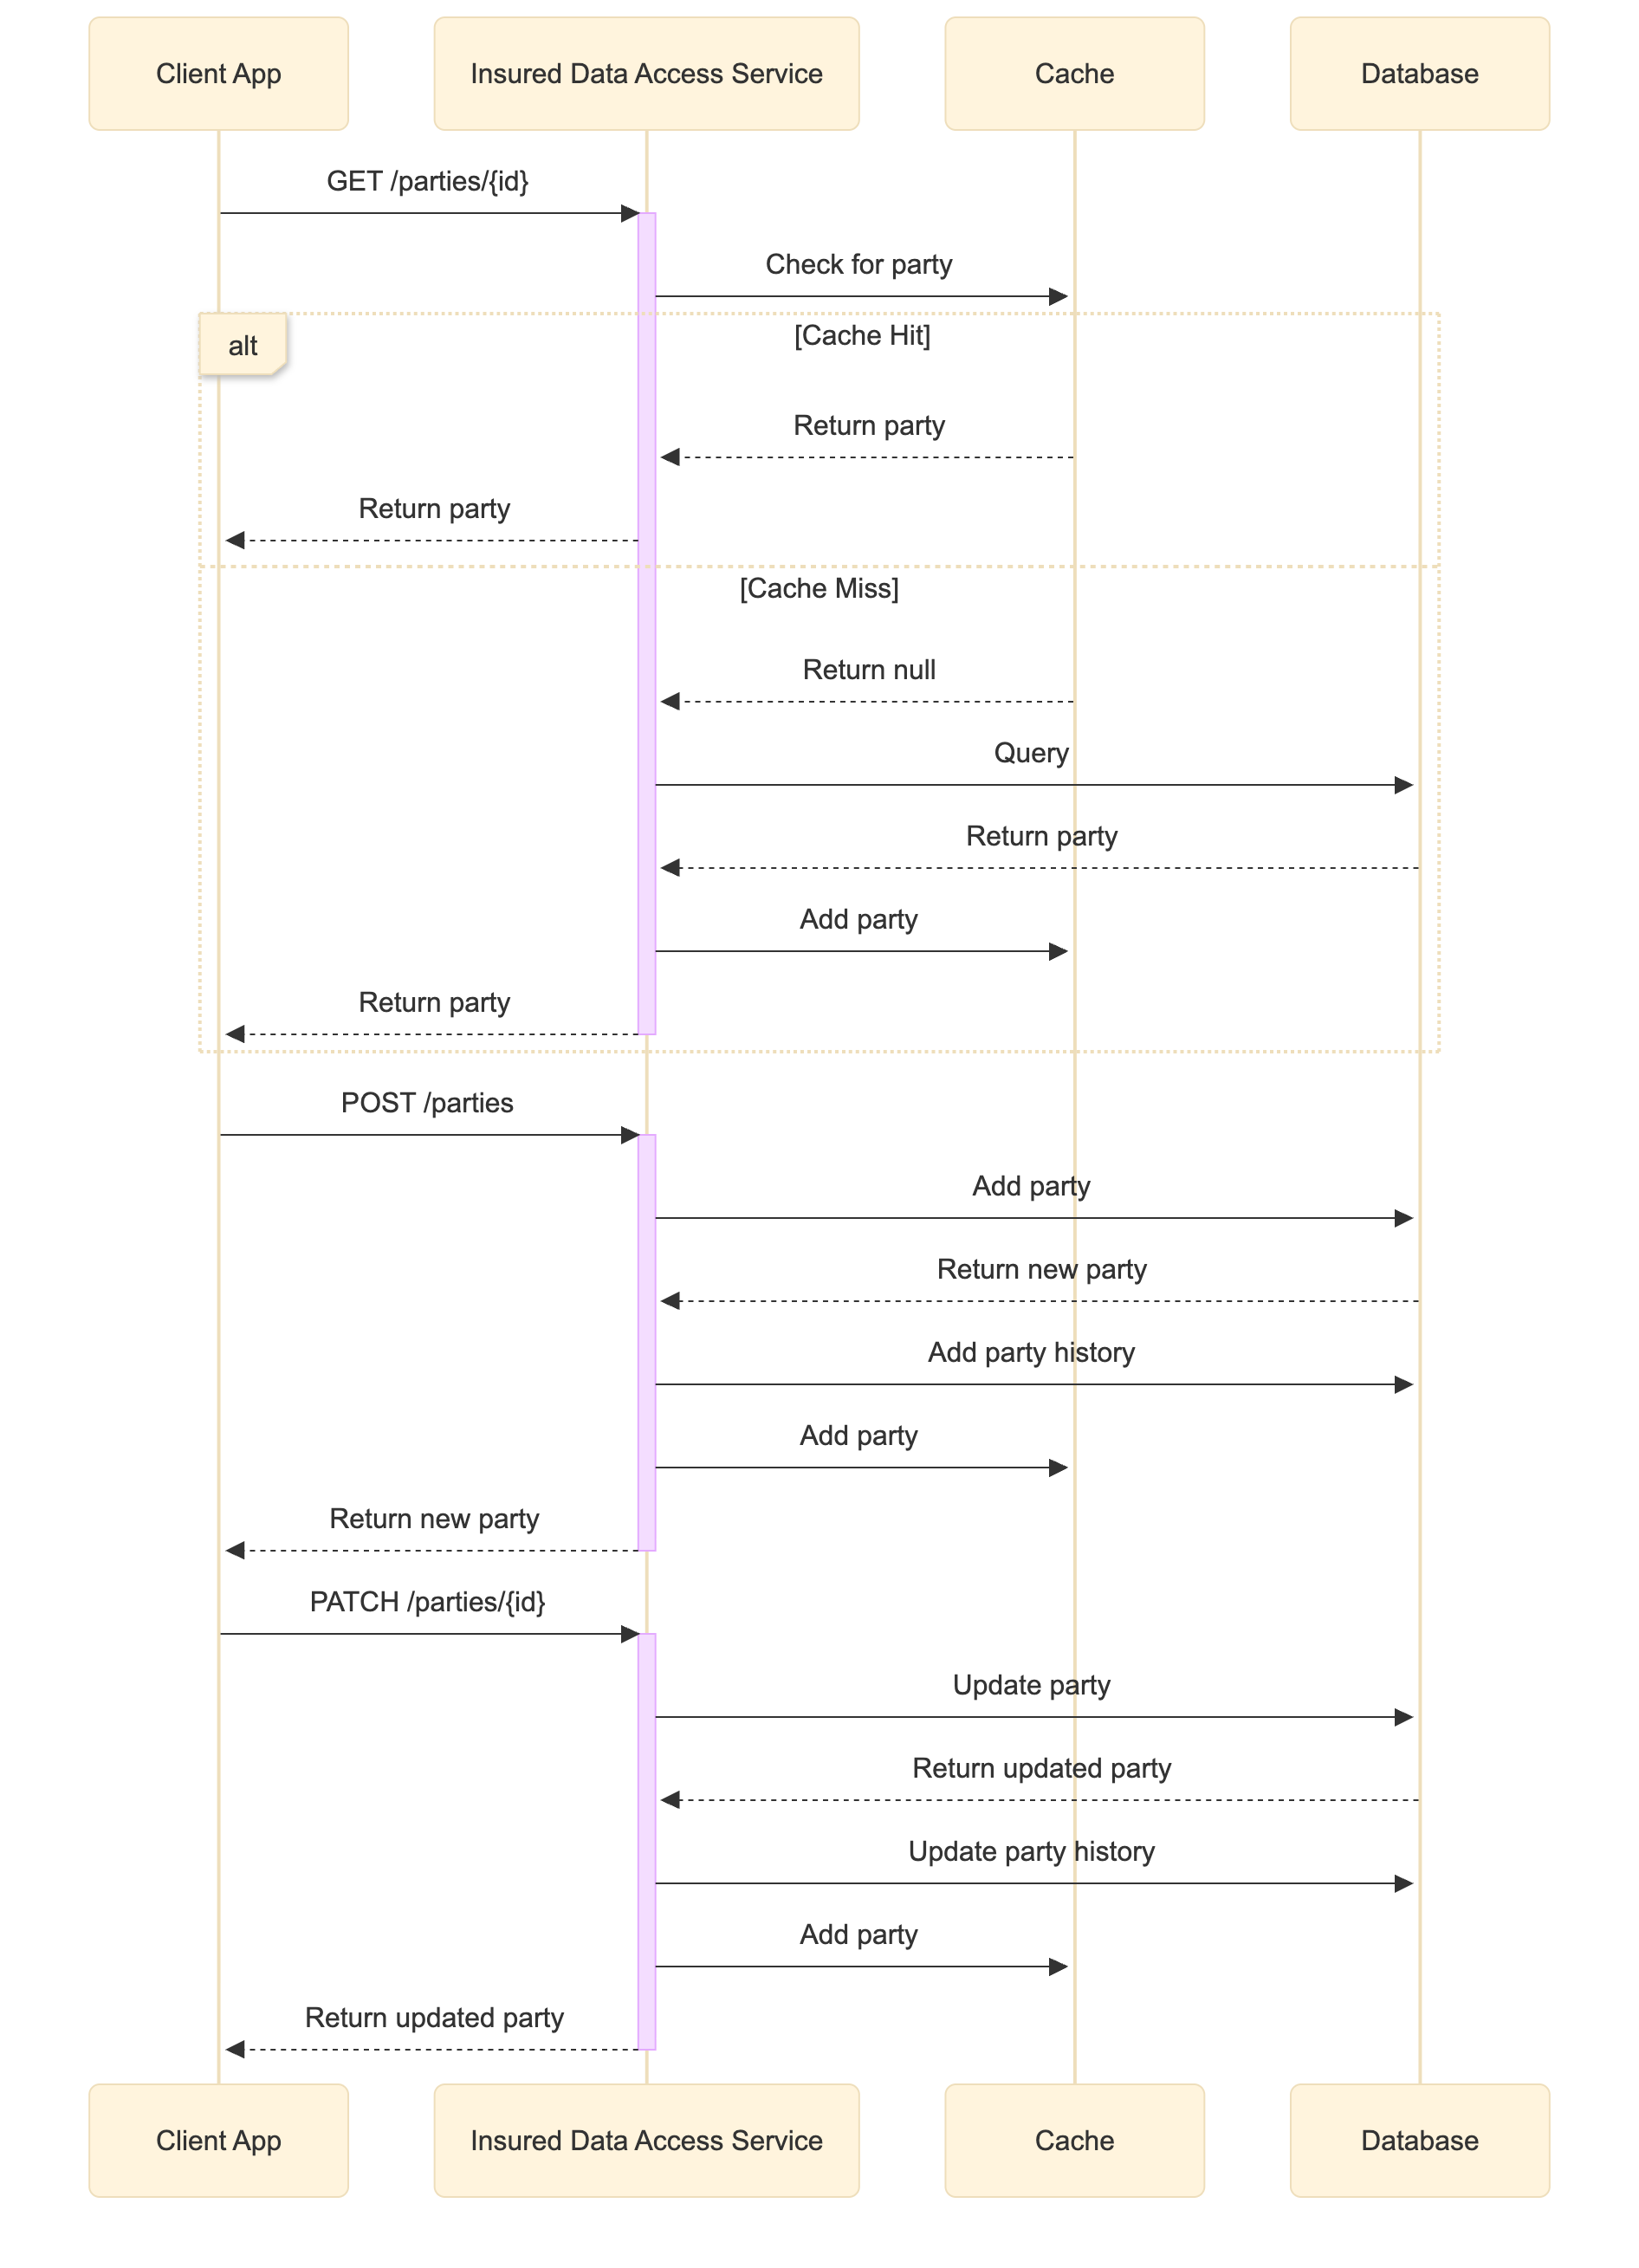 Client App
Insured Data Access Service
Cache
Database
GET /parties/{id}
Check for party
alt
[Cache Hit]
Return party
Return party
[Cache Miss]
Return null
Query
Return party
Add party
Return party
POST /parties
Add party
Return new party
Add party history
Add party
Return new party
PATCH /parties/{id}
Update party
Return updated party
Update party history
Add party
Return updated party
Client App
Insured Data Access Service
Cache
Database